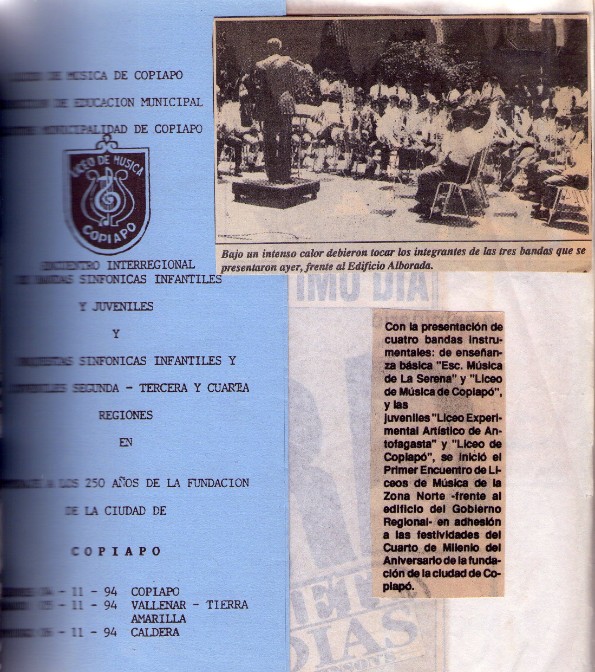 DE MUSICA DE COPIAPO
DE EDUCACION MUNICIPAL
MUNICIPALIDAD DE COPIAPO
LICEO DE MUSICA
COPIAPO
ENCUENTRO INTERREGIONAL
DE BANDAS SINFONICAS INFANTILES
Y JUVENILES
Y
ORQUESTAS SINFONICAS INFANTILES Y
SEGUNDA - TERCERA Y CUARTA
REGIONES
EN
A LOS 250 AÑOS DE LA FUNDACION
DE LA CIUDAD DE
COPIAPO
- 11 - 94 COPIAPO
- 11 - 94 VALLENAR - TIERRA
AMARILLA
- 11 - 94 CALDERA
Bajo un intenso calor debieron tocar los integrantes de las tres bandas que se
presentaron ayer, frente al Edificio Alborada.
TIMO DIA
Con la presentación de
cuatro bandas instru-
mentales: de enseñan-
za básica "Esc. Música
de La Serena" y "Liceo
de Música de Copiapó",
y las
juveniles "Liceo Experi-
mental Artístico de An-
tofagasta" y "Liceo de
Copiapó", se inició el
Primer Encuentro de Li-
ceos de Música de la
Zona Norte -frente al
edificio del Gobierno
Regional- en adhesión
a las festividades del
Cuarto de Milenio del
Aniversario de la funda-
ción de la ciudad de Co-
piapó.
DIAS